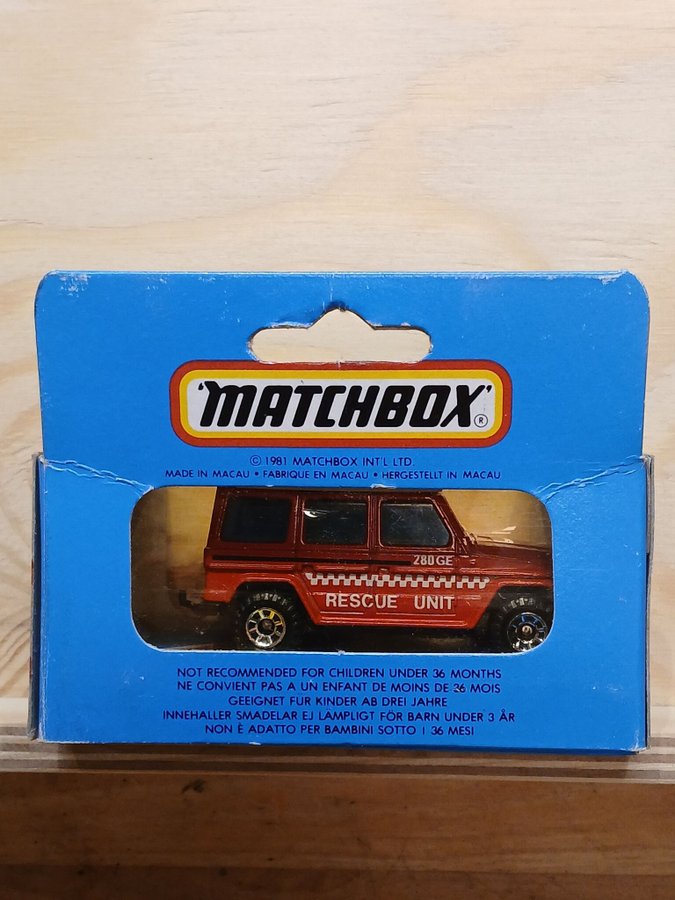 'MATCHBOX'®
© 1981 MATCHBOX INT'L LTD.
MADE IN MACAU • FABRIQUE EN MACAU • HERGESTELLT IN MACAU
280GE
RESCUE UNIT
NOT RECOMMENDED FOR CHILDREN UNDER 36 MONTHS
NE CONVIENT PAS A UN ENFANT DE MOINS DE 36 MOIS
GEEIGNET FUR KINDER AB DREI JAHRE
INNEHALLER SMADELAR EJ LAMPLIGT FÖR BARN UNDER 3 ÅR
NON È ADATTO PER BAMBINI SOTTO I 36 MESI